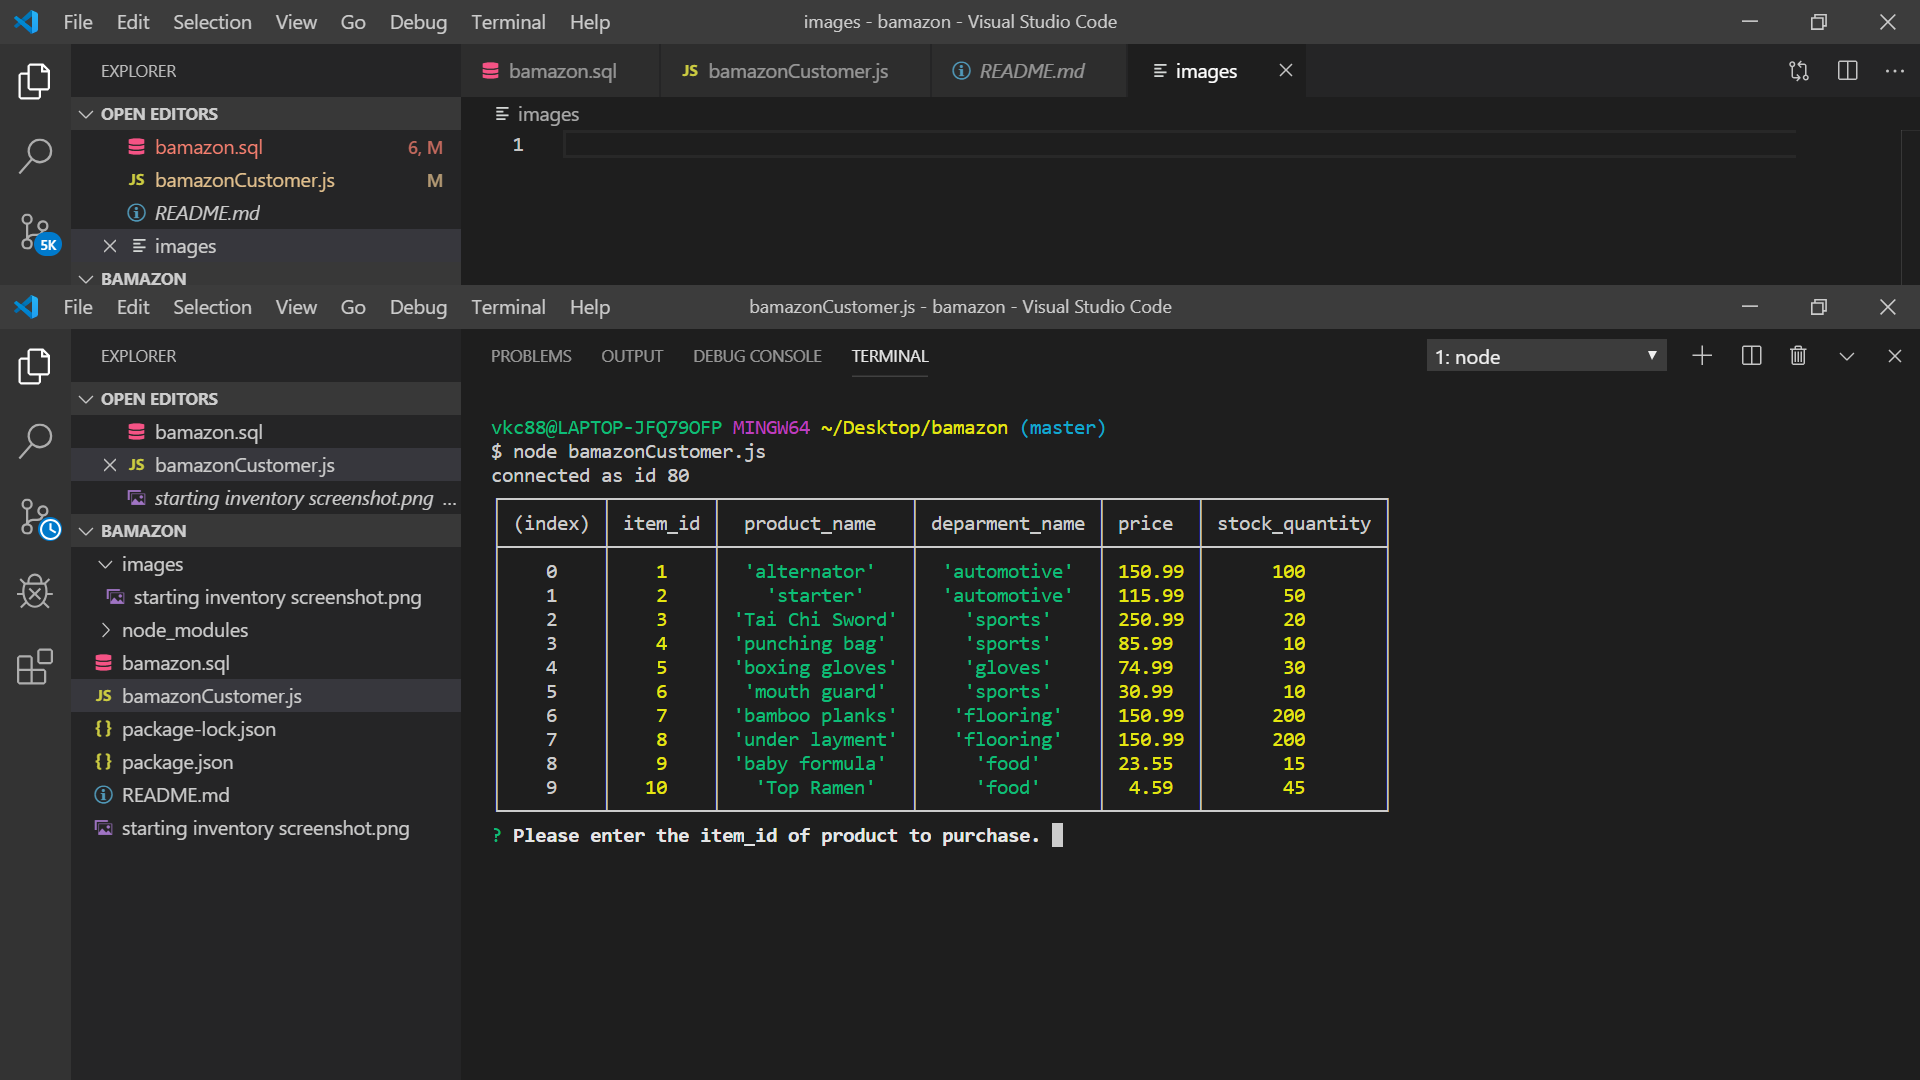 File Edit Selection View Go Debug Terminal Help images - bamazon - Visual Studio Code
EXPLORER
bamazon.sql JS bamazonCustomer.js README.md images
OPEN EDITORS
images
bamazon.sql 6, M
1
JS bamazonCustomer.js M
README.md
5K
images
BAMAZON
File Edit Selection View Go Debug Terminal Help bamazonCustomer.js - bamazon - Visual Studio Code
EXPLORER
PROBLEMS OUTPUT DEBUG CONSOLE TERMINAL 1: node
OPEN EDITORS
bamazon.sql
JS bamazonCustomer.js
starting inventory screenshot.png ...
BAMAZON
images
starting inventory screenshot.png
node_modules
bamazon.sql
JS bamazonCustomer.js
{} package-lock.json
{} package.json
README.md
starting inventory screenshot.png
vkc88@LAPTOP-JFQ79OFP MINGW64 ~/Desktop/bamazon (master)
$ node bamazonCustomer.js
connected as id 80
(index) item_id product_name deparment_name price stock_quantity
0 1 'alternator' 'automotive' 150.99 100
1 2 'starter' 'automotive' 115.99 50
2 3 'Tai Chi Sword' 'sports' 250.99 20
3 4 'punching bag' 'sports' 85.99 10
4 5 'boxing gloves' 'gloves' 74.99 30
5 6 'mouth guard' 'sports' 30.99 10
6 7 'bamboo planks' 'flooring' 150.99 200
7 8 'under layment' 'flooring' 150.99 200
8 9 'baby formula' 'food' 23.55 15
9 10 'Top Ramen' 'food' 4.59 45
? Please enter the item_id of product to purchase.